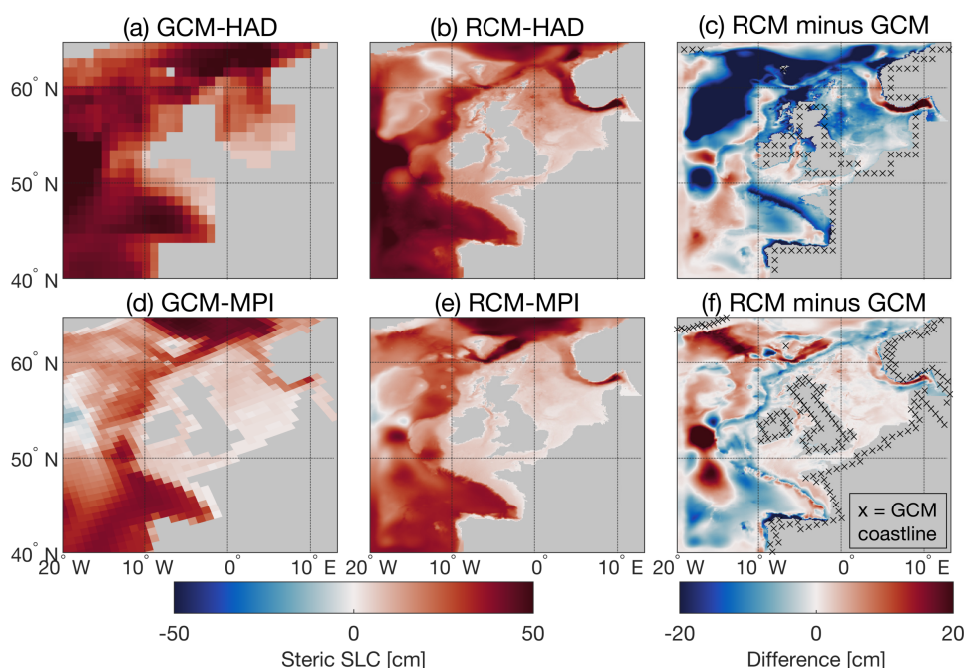 (a) GCM-HAD (b) RCM-HAD (c) RCM minus GCM
60° N
50°
40°
(d) GCM-MPI (e) RCM-MPI (f) RCM minus GCM
60° N
50°
40°
x = GCM
coastline
20° W 10° 0° 10° E 20° W 10° 0° 10° E 20° W 10° 0° 10° E
-50 0 50 -20 0 20
Steric SLC [cm] Difference [cm]